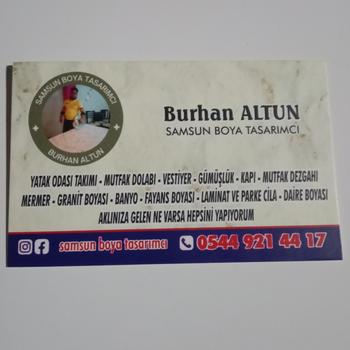 SAMSUN BOYA TASARIMCI
BURHAN ALTUN
Burhan ALTUN
SAMSUN BOYA TASARIMCI
YATAK ODASI TAKIMI - MUTFAK DOLABI - VESTİYER - GÜMÜŞLÜK - KAPI - MUTFAK DEZGAHI
MERMER - GRANİT BOYASI - BANYO - FAYANS BOYASI - LAMİNAT VE PARKE CİLA - DAİRE BOYASI
AKLINIZA GELEN NE VARSA HEPSİNİ YAPIYORUM
samsun boya tasarımcı
0544 921 44 17